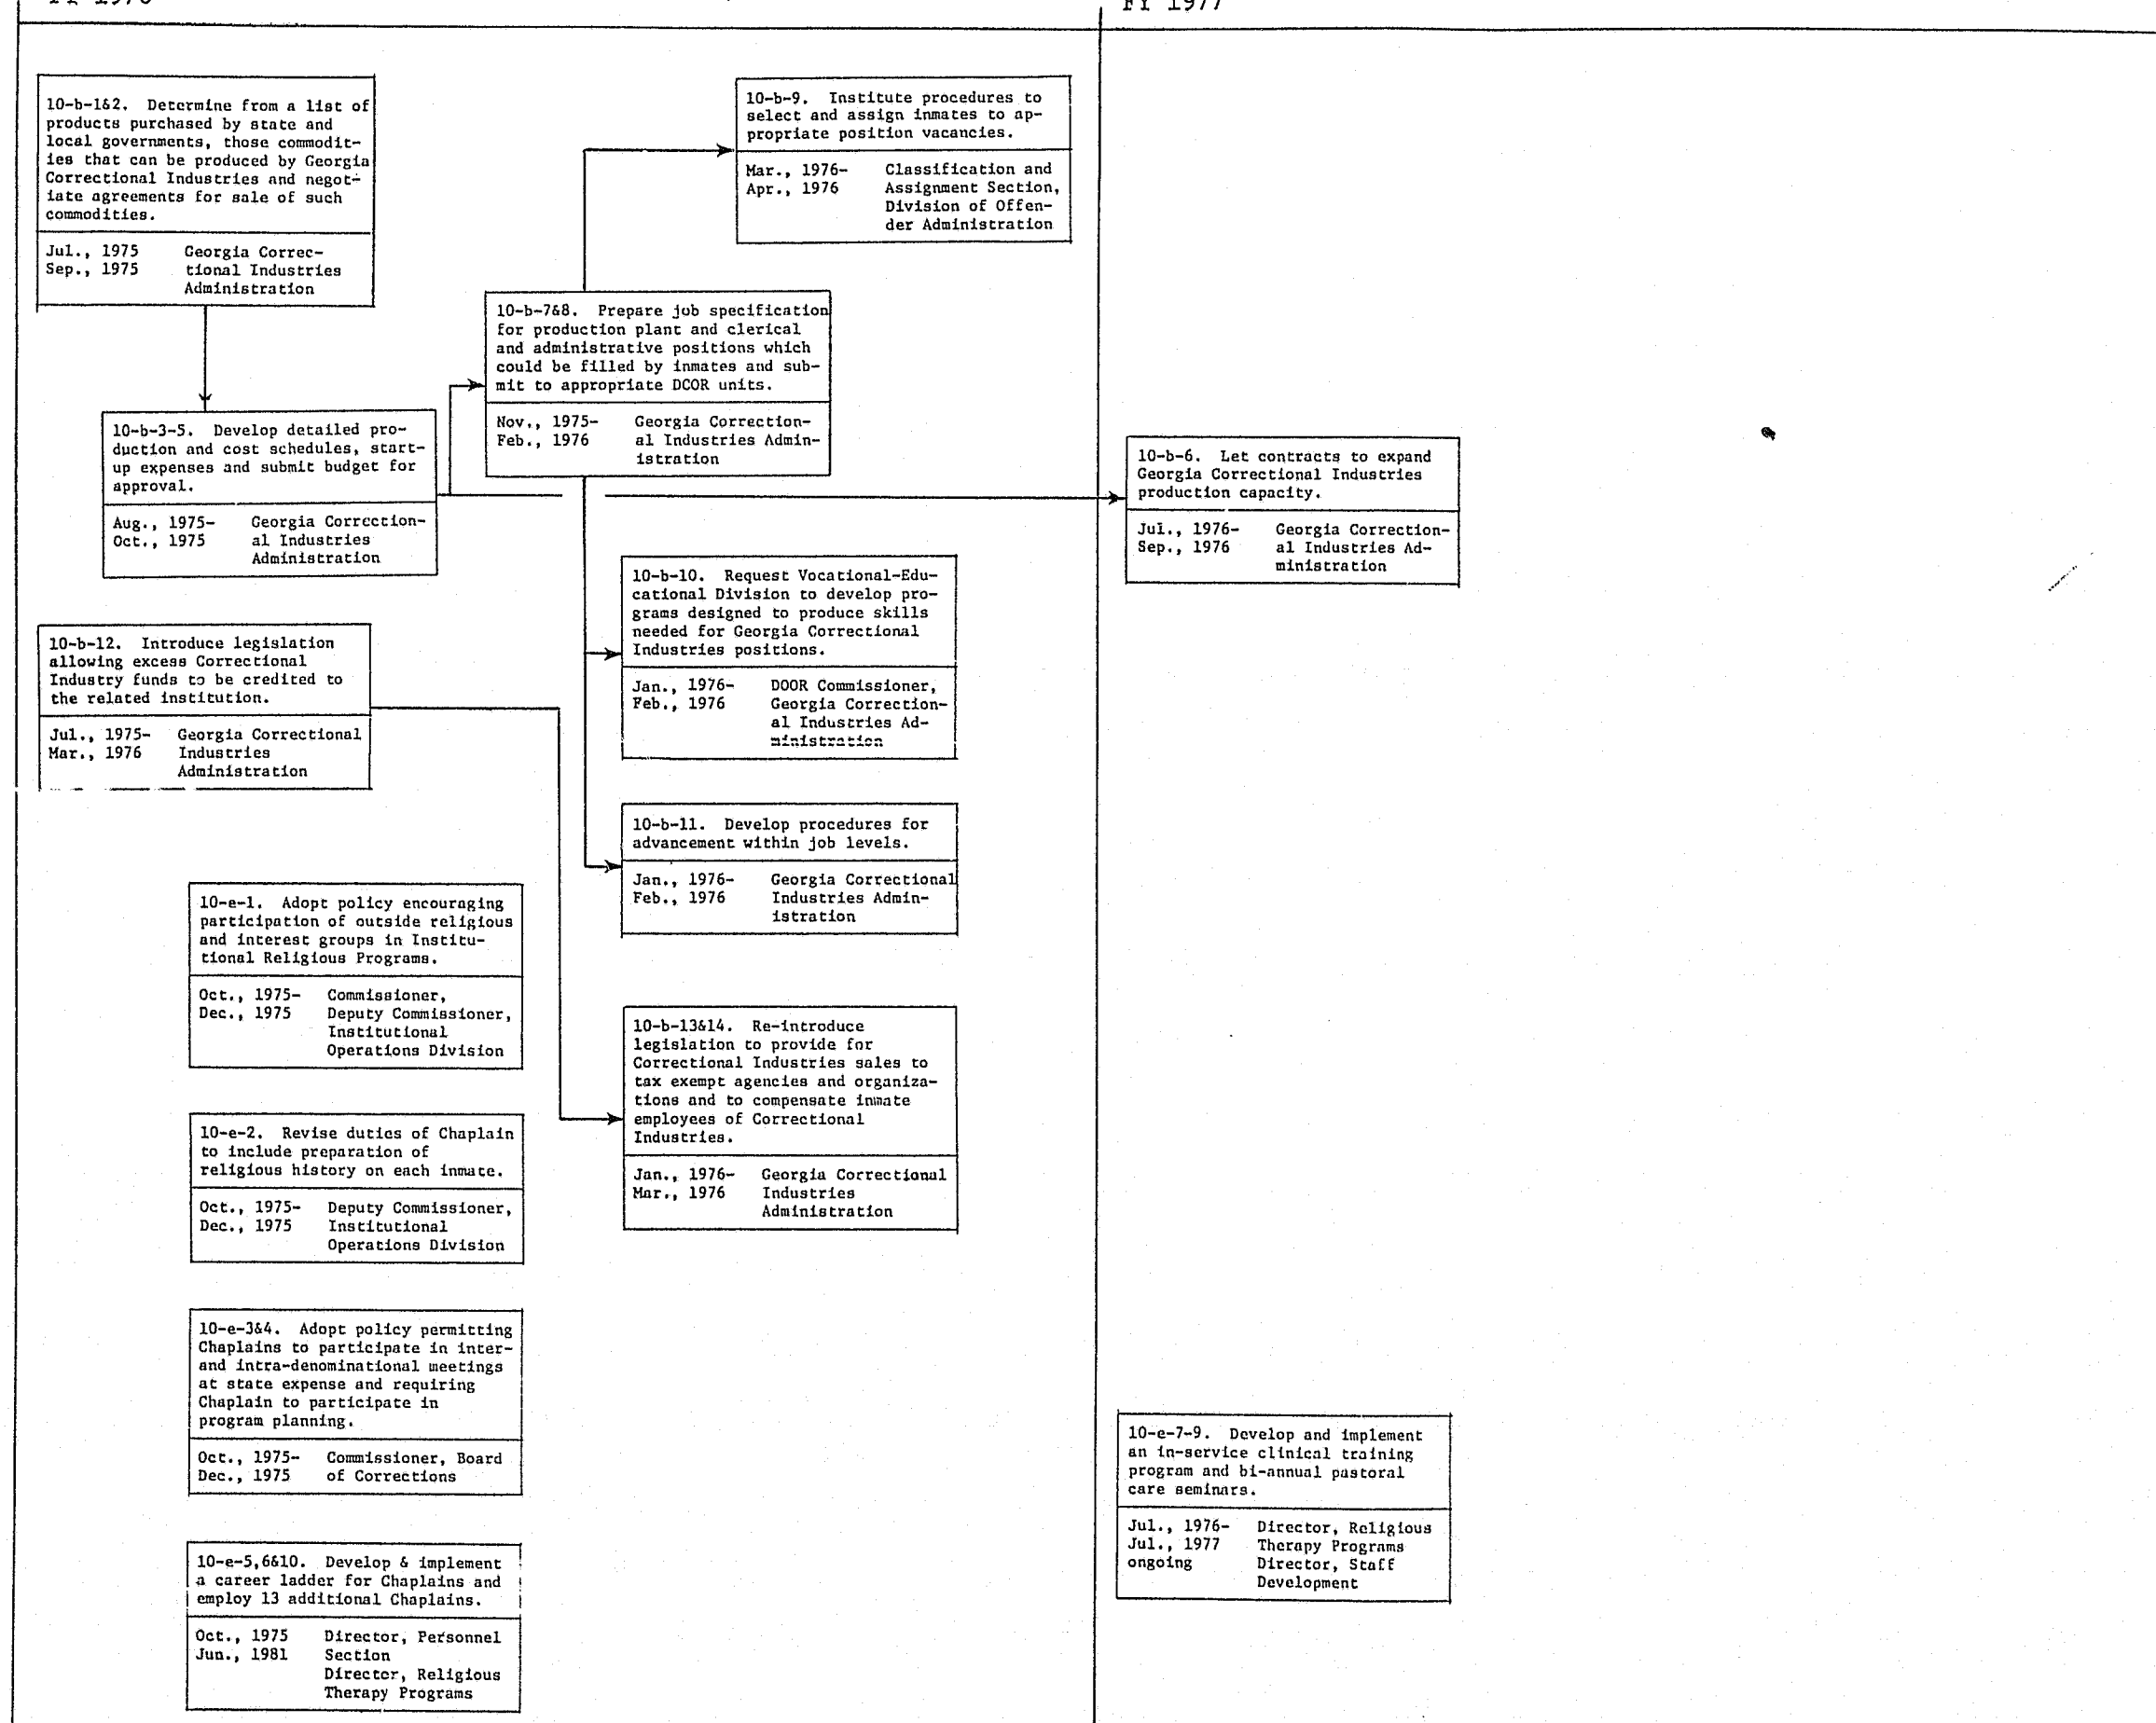 FY 1976
FY 1977
10-b-1&2. Determine from a list of
products purchased by state and
local governments, those commodit-
ies that can be produced by Georgia
Correctional Industries and negot-
iate agreements for sale of such
commodities.
Jul., 1975 Georgia Correc-
Sep., 1975 tional Industries
Administration
10-b-9. Institute procedures to
select and assign inmates to ap-
propriate position vacancies.
Mar., 1976- Classification and
Apr., 1976 Assignment Section,
Division of Offen-
der Administration
10-b-7&8. Prepare job specification
for production plant and clerical
and administrative positions which
could be filled by inmates and sub-
mit to appropriate DCOR units.
Nov., 1975- Georgia Correction-
Feb., 1976 al Industries Admin-
istration
10-b-3-5. Develop detailed pro-
duction and cost schedules, start-
up expenses and submit budget for
approval.
Aug., 1975- Georgia Correction-
Oct., 1975 al Industries
Administration
10-b-6. Let contracts to expand
Georgia Correctional Industries
production capacity.
Jul., 1976- Georgia Correction-
Sep., 1976 al Industries Ad-
ministration
10-b-10. Request Vocational-Edu-
cational Division to develop pro-
grams designed to produce skills
needed for Georgia Correctional
Industries positions.
Jan., 1976- DOOR Commissioner,
Feb., 1976 Georgia Correction-
al Industries Ad-
ministration
10-b-12. Introduce legislation
allowing excess Correctional
Industry funds to be credited to
the related institution.
Jul., 1975- Georgia Correctional
Mar., 1976 Industries
Administration
10-b-11. Develop procedures for
advancement within job levels.
Jan., 1976- Georgia Correctional
Feb., 1976 Industries Admin-
istration
10-e-1. Adopt policy encouraging
participation of outside religious
and interest groups in Institu-
tional Religious Programs.
Oct., 1975- Commissioner,
Dec., 1975 Deputy Commissioner,
Institutional
Operations Division
10-b-13&14. Re-introduce
legislation to provide for
Correctional Industries sales to
tax exempt agencies and organiza-
tions and to compensate inmate
employees of Correctional
Industries.
Jan., 1976- Georgia Correctional
Mar., 1976 Industries
Administration
10-e-2. Revise duties of Chaplain
to include preparation of
religious history on each inmate.
Oct., 1975- Deputy Commissioner,
Dec., 1975 Institutional
Operations Division
10-e-3&4. Adopt policy permitting
Chaplains to participate in inter-
and intra-denominational meetings
at state expense and requiring
Chaplain to participate in
program planning.
Oct., 1975- Commissioner, Board
Dec., 1975 of Corrections
10-e-7-9. Develop and implement
an in-service clinical training
program and bi-annual pastoral
care seminars.
Jul., 1976- Director, Religious
Jul., 1977 Therapy Programs
ongoing Director, Staff
Development
10-e-5,6&10. Develop & implement
a career ladder for Chaplains and
employ 13 additional Chaplains.
Oct., 1975 Director, Personnel
Jun., 1981 Section
Director, Religious
Therapy Programs